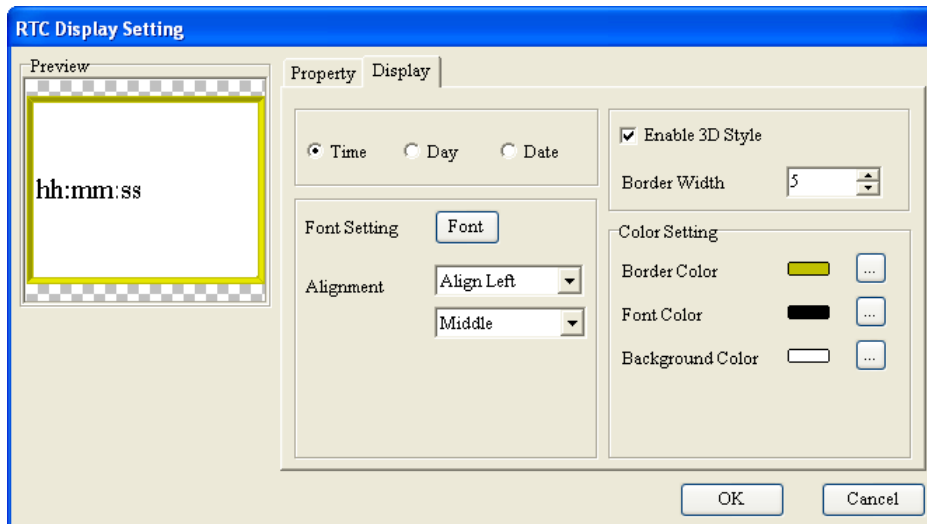 RTC Display Setting
Preview
hh:mm:ss
Property Display
Time Day Date
Font Setting Font
Alignment Align Left
Middle
Enable 3D Style
Border Width 5
Color Setting
Border Color ...
Font Color ...
Background Color ...
OK Cancel